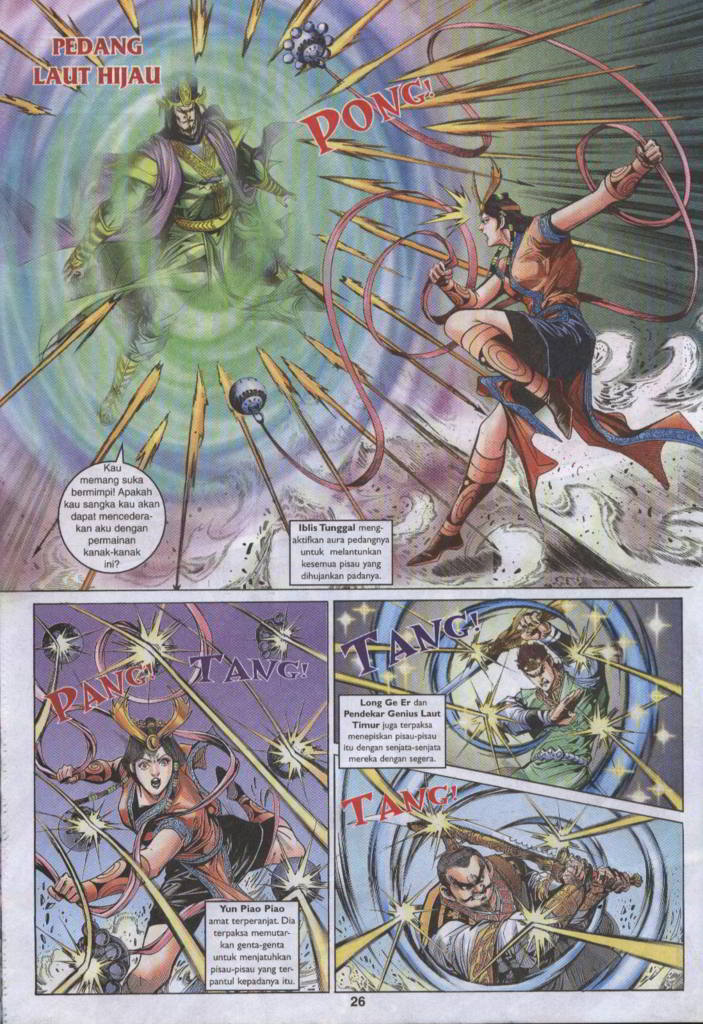 PEDANG
LAUT HIJAU
PONG!
Kau
memang suka
bermimpi! Apakah
kau sangka kau akan
dapat mencedera-
kan aku dengan
permainan
kanak-kanak
ini?
Iblis Tunggal meng-
aktifkan aura pedangnya
untuk melantunkan
kesemua pisau yang
dihujankan padanya.
PANG!
TANG!
Yun Piao Piao
amat terperanjat. Dia
terpaksa memutar-
kan genta-genta
untuk menjatuhkan
pisau-pisau yang ter-
pantul kepadanya itu.
TANG!
Long Ge Er dan
Pendekar Genius Laut
Timur juga terpaksa
menepiskan pisau-pisau
itu dengan senjata-senjata
mereka dengan segera.
TANG!
26